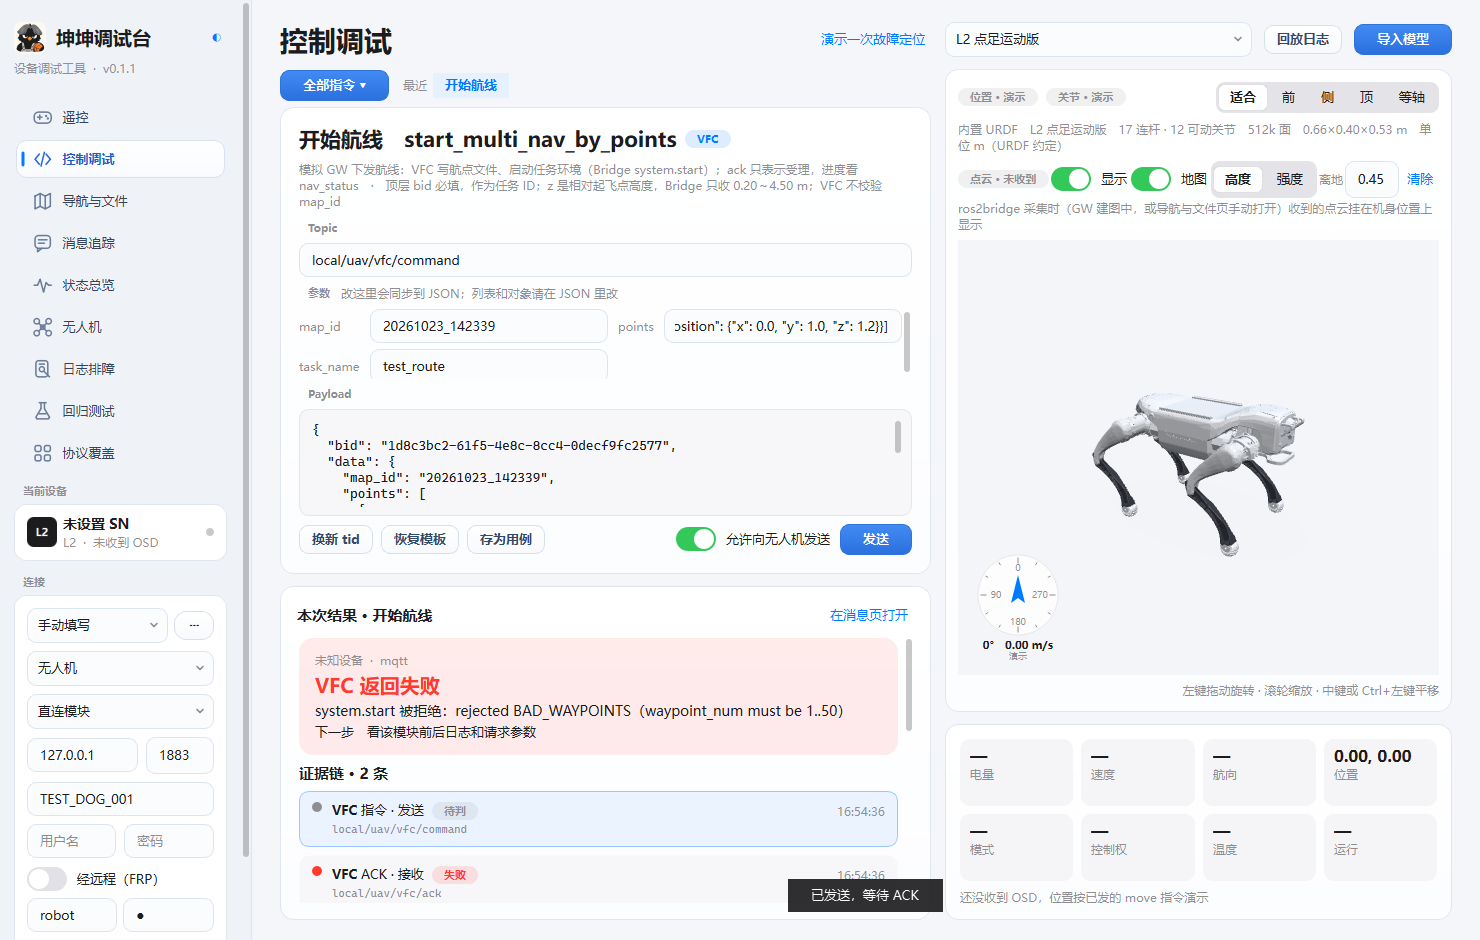 坤坤调试台
设备调试工具 · v0.1.1
遥控
控制调试
导航与文件
消息追踪
状态总览
无人机
日志排障
回归测试
协议覆盖
当前设备
L2
未设置 SN
L2 · 未收到 OSD
连接
手动填写
...
无人机
直连模块
127.0.0.1
1883
TEST_DOG_001
用户名
密码
经远程（FRP）
robot
●
控制调试
演示一次故障定位
全部指令 ▾
最近
开始航线
开始航线 start_multi_nav_by_points VFC
模拟 GW 下发航线：VFC 写航点文件、启动任务环境（Bridge system.start）；ack 只表示受理，进度看
nav_status · 顶层 bid 必填，作为任务 ID；z 是相对起飞点高度，Bridge 只收 0.20～4.50 m；VFC 不校验
map_id
Topic
local/uav/vfc/command
参数 改这里会同步到 JSON；列表和对象请在 JSON 里改
map_id
20261023_142339
points
osition": {"x": 0.0, "y": 1.0, "z": 1.2}}]
task_name
test_route
Payload
{
"bid": "1d8c3bc2-61f5-4e8c-8cc4-0decf9fc2577",
"data": {
"map_id": "20261023_142339",
"points": [
换新 tid
恢复模板
存为用例
允许向无人机发送
发送
本次结果 • 开始航线
在消息页打开
未知设备 · mqtt
VFC 返回失败
system.start 被拒绝：rejected BAD_WAYPOINTS（waypoint_num must be 1..50）
下一步 看该模块前后日志和请求参数
证据链 • 2 条
VFC 指令 · 发送 待判
16:54:36
local/uav/vfc/command
VFC ACK · 接收 失败
16:54:36
local/uav/vfc/ack
已发送，等待 ACK
L2 点足运动版
回放日志
导入模型
位置 • 演示
关节 • 演示
适合
前
侧
顶
等轴
内置 URDF L2 点足运动版 17 连杆 · 12 可动关节 512k 面 0.66×0.40×0.53 m 单
位 m（URDF 约定）
点云 • 未收到
显示
地图
高度
强度
离地
0.45
清除
ros2bridge 采集时（GW 建图中，或导航与文件页手动打开）收到的点云挂在机身位置上
显示
0
90
270
180
0° 0.00 m/s
演示
左键拖动旋转 · 滚轮缩放 · 中键或 Ctrl+左键平移
—
电量
—
速度
—
航向
0.00, 0.00
位置
—
模式
—
控制权
—
温度
—
运行
还没收到 OSD，位置按已发的 move 指令演示